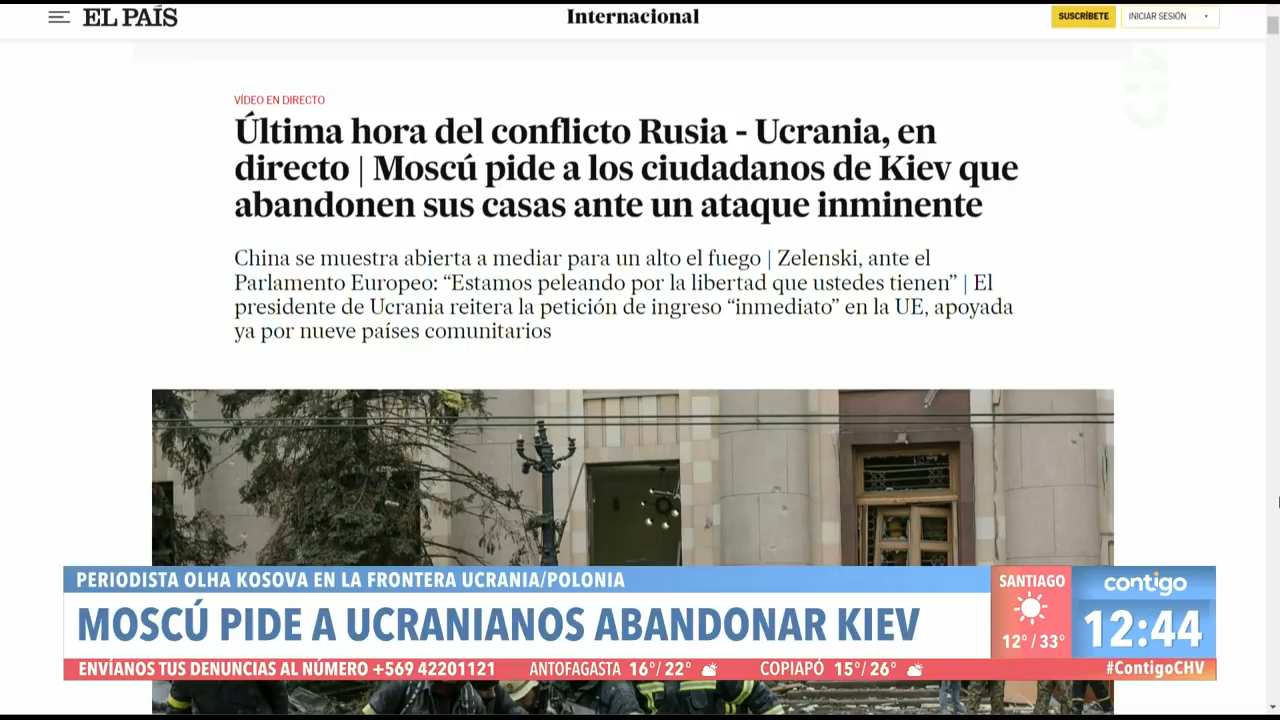 EL PAÍS
Internacional
SUSCRÍBETE
INICIAR SESIÓN
CHV
VÍDEO EN DIRECTO
Última hora del conflicto Rusia - Ucrania, en
directo | Moscú pide a los ciudadanos de Kiev que
abandonen sus casas ante un ataque inminente
China se muestra abierta a mediar para un alto el fuego | Zelenski, ante el
Parlamento Europeo: “Estamos peleando por la libertad que ustedes tienen” | El
presidente de Ucrania reitera la petición de ingreso “inmediato” en la UE, apoyada
ya por nueve países comunitarios
PERIODISTA OLHA KOSOVA EN LA FRONTERA UCRANIA/POLONIA
MOSCÚ PIDE A UCRANIANOS ABANDONAR KIEV
SANTIAGO
12°/33°
contigo
12:44
ENVÍANOS TUS DENUNCIAS AL NÚMERO +569 42201121 ANTOFAGASTA 16°/22° COPIAPÓ 15°/26°
#ContigoCHV